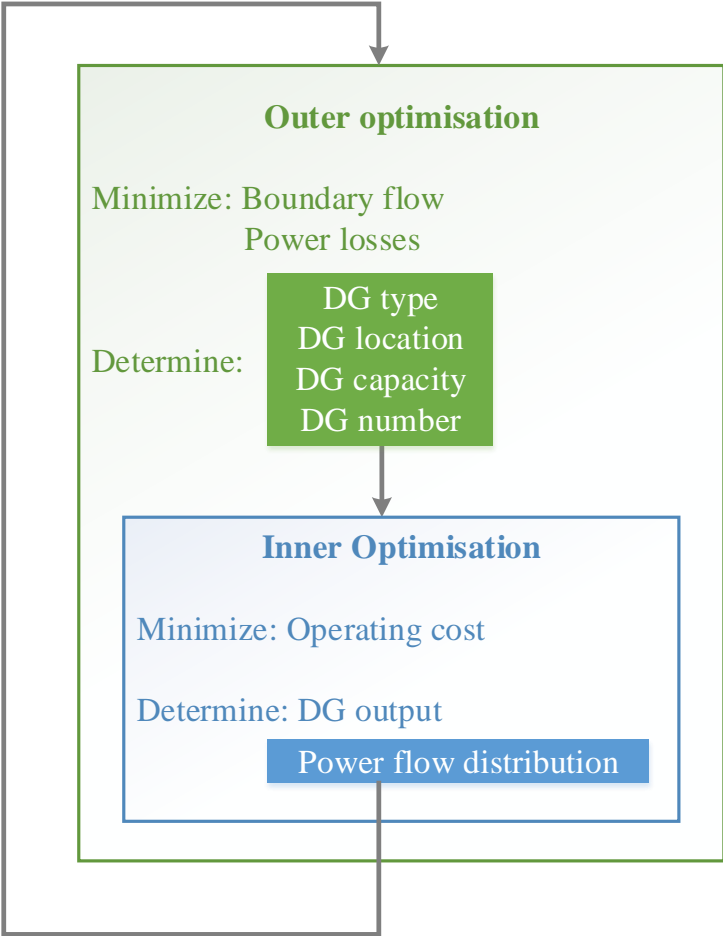 Outer optimisation
Minimize: Boundary flow
Power losses
Determine:
DG type
DG location
DG capacity
DG number
Inner Optimisation
Minimize: Operating cost
Determine: DG output
Power flow distribution